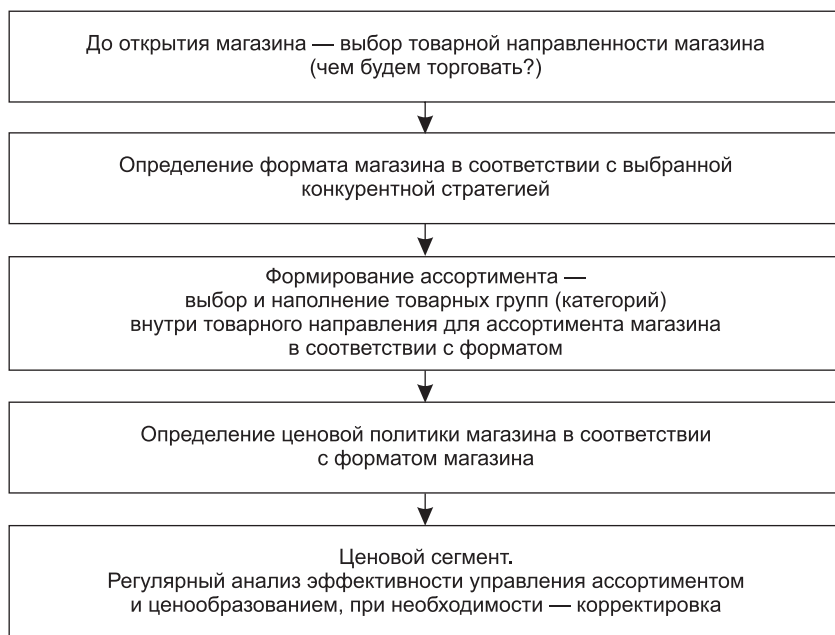 До открытия магазина — выбор товарной направленности магазина
(чем будем торговать?)
Определение формата магазина в соответствии с выбранной
конкурентной стратегией
Формирование ассортимента —
выбор и наполнение товарных групп (категорий)
внутри товарного направления для ассортимента магазина
в соответствии с форматом
Определение ценовой политики магазина в соответствии
с форматом магазина
Ценовой сегмент.
Регулярный анализ эффективности управления ассортиментом
и ценообразованием, при необходимости — корректировка